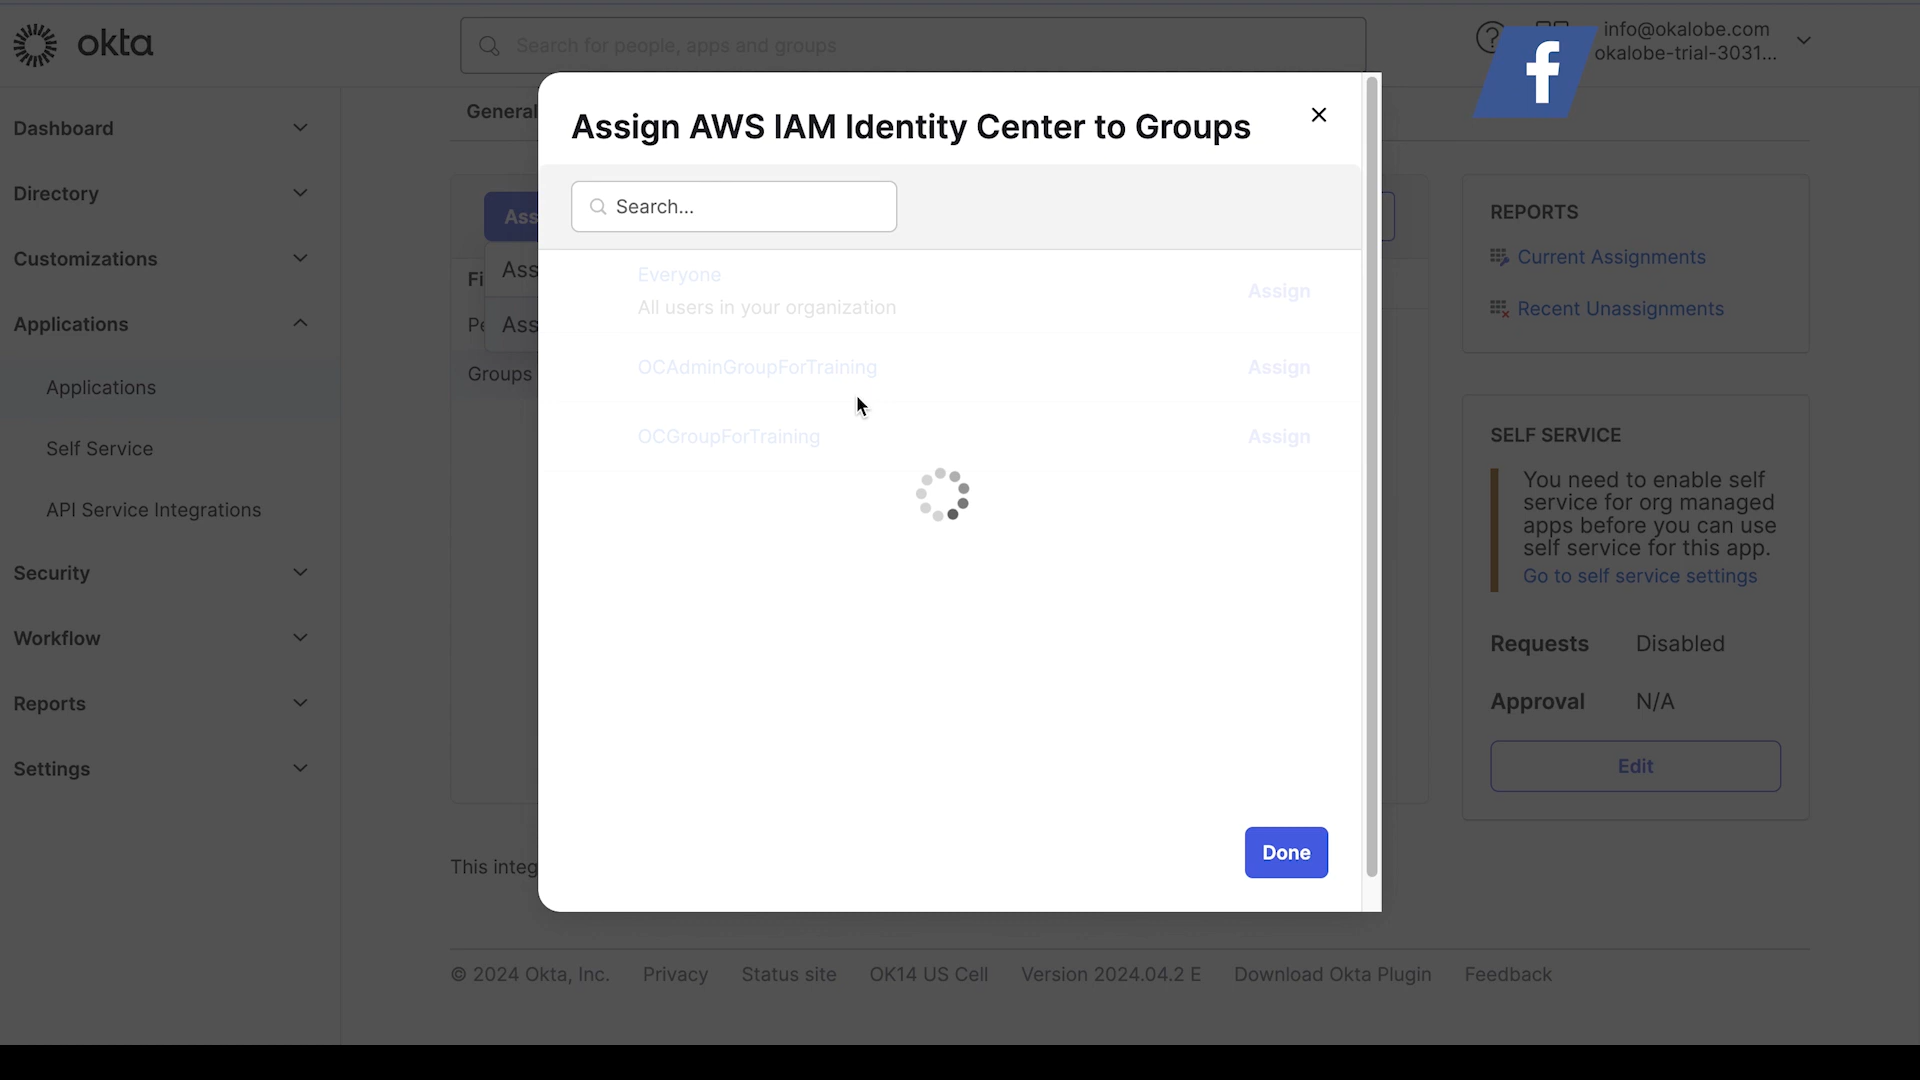 okta
Search for people, apps and groups
info@okalobe.com
okalobe-trial-3031...
Dashboard
Directory
Customizations
Applications
Applications
Self Service
API Service Integrations
Security
Workflow
Reports
Settings
General
Ass
Ass
Ass
Fi
Pe
Groups
Assign AWS IAM Identity Center to Groups
Search...
Everyone
All users in your organization
Assign
OCAdminGroupForTraining
Assign
OCGroupForTraining
Assign
Done
REPORTS
Current Assignments
Recent Unassignments
SELF SERVICE
You need to enable self
service for org managed
apps before you can use
self service for this app.
Go to self service settings
Requests Disabled
Approval N/A
Edit
This integ
© 2024 Okta, Inc. Privacy Status site OK14 US Cell Version 2024.04.2 E Download Okta Plugin Feedback